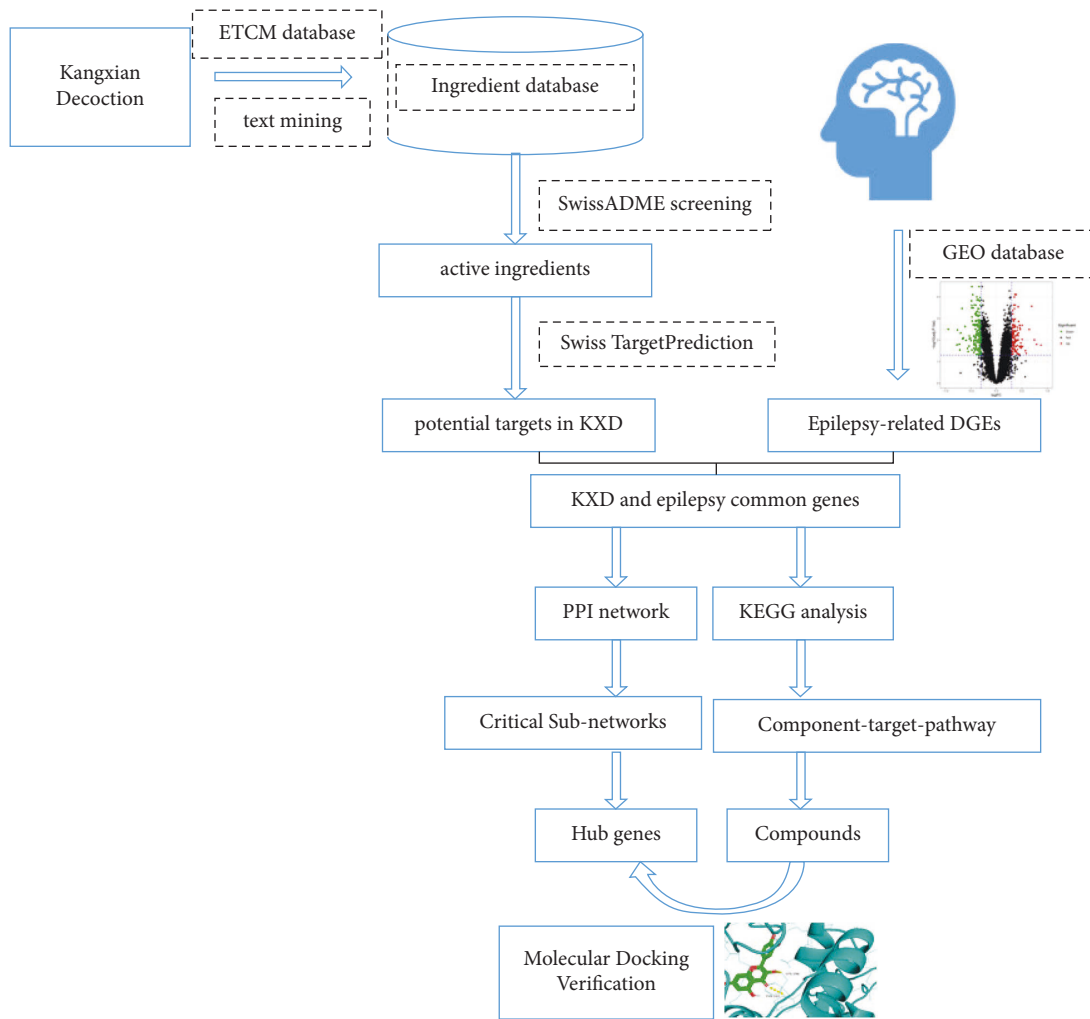 Kangxian
Decoction
ETCM database
text mining
Ingredient database
SwissADME screening
active ingredients
GEO database
Swiss TargetPrediction
potential targets in KXD
Epilepsy-related DGEs
KXD and epilepsy common genes
PPI network
KEGG analysis
Critical Sub-networks
Component-target-pathway
Hub genes
Compounds
Molecular Docking
Verification